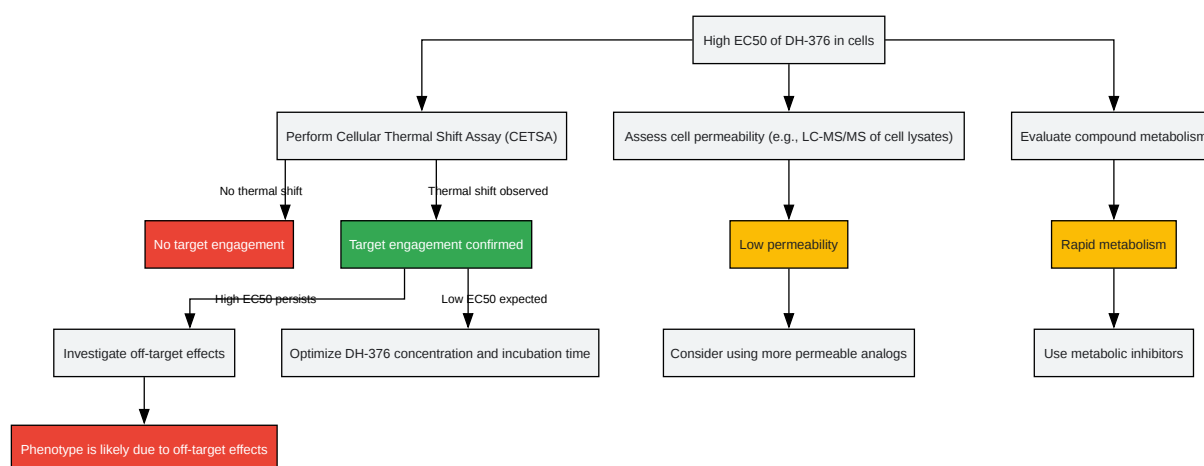 High EC50 of DH-376 in cells
Perform Cellular Thermal Shift Assay (CETSA)
Assess cell permeability (e.g., LC-MS/MS of cell lysates)
Evaluate compound metabolism
No thermal shift
Thermal shift observed
No target engagement
Target engagement confirmed
Low permeability
Rapid metabolism
High EC50 persists
Low EC50 expected
Investigate off-target effects
Optimize DH-376 concentration and incubation time
Consider using more permeable analogs
Use metabolic inhibitors
Phenotype is likely due to off-target effects